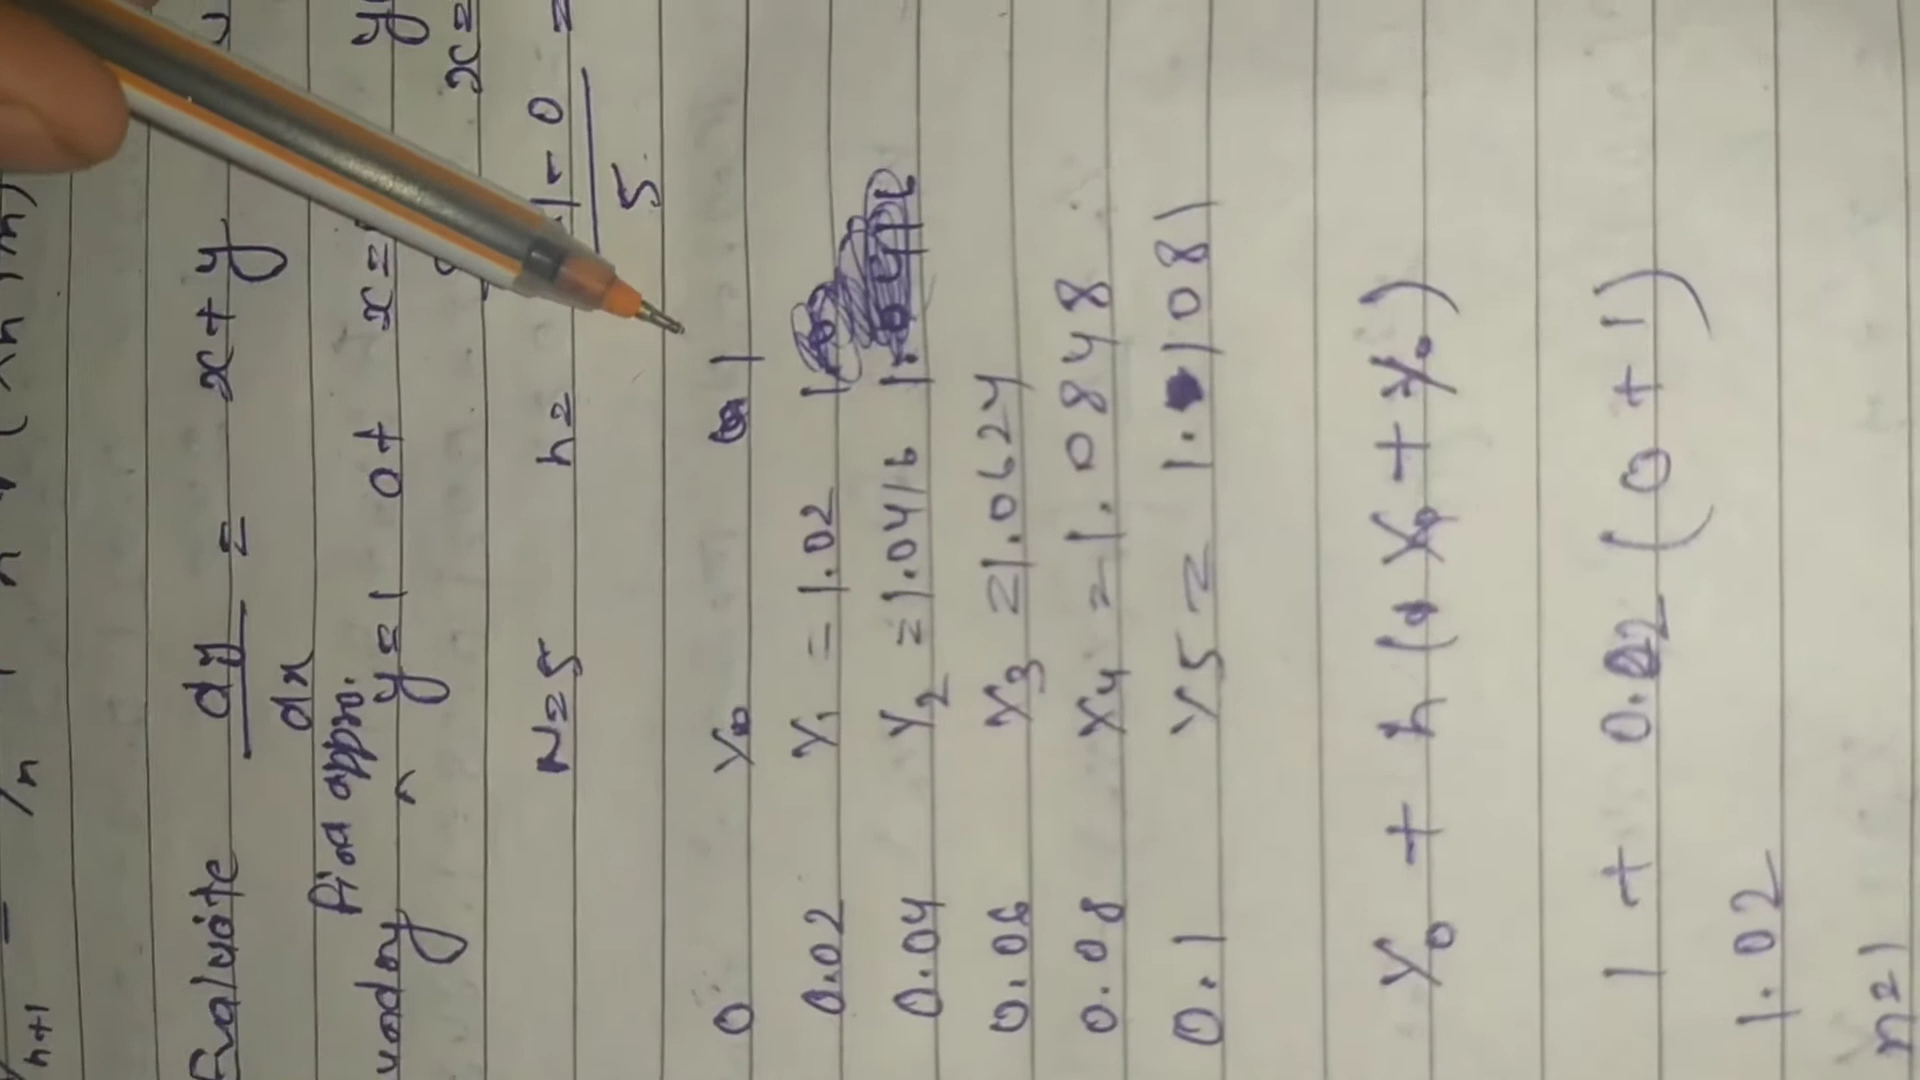 Evaluate dy/dx = x+y
find appro.
y=1 at x=
N=5 h= .1-0 =
5
0 Y0 1
0.02 Y1 = 1.02
0.04 Y2 = 1.0416
0.06 Y3 = 1.0624
0.08 Y4 = 1.0848
0.1 Y5 = 1.1081
Y0 + h (X0 + Y0)
1 + 0.02 (0 + 1)
1.02
n=1